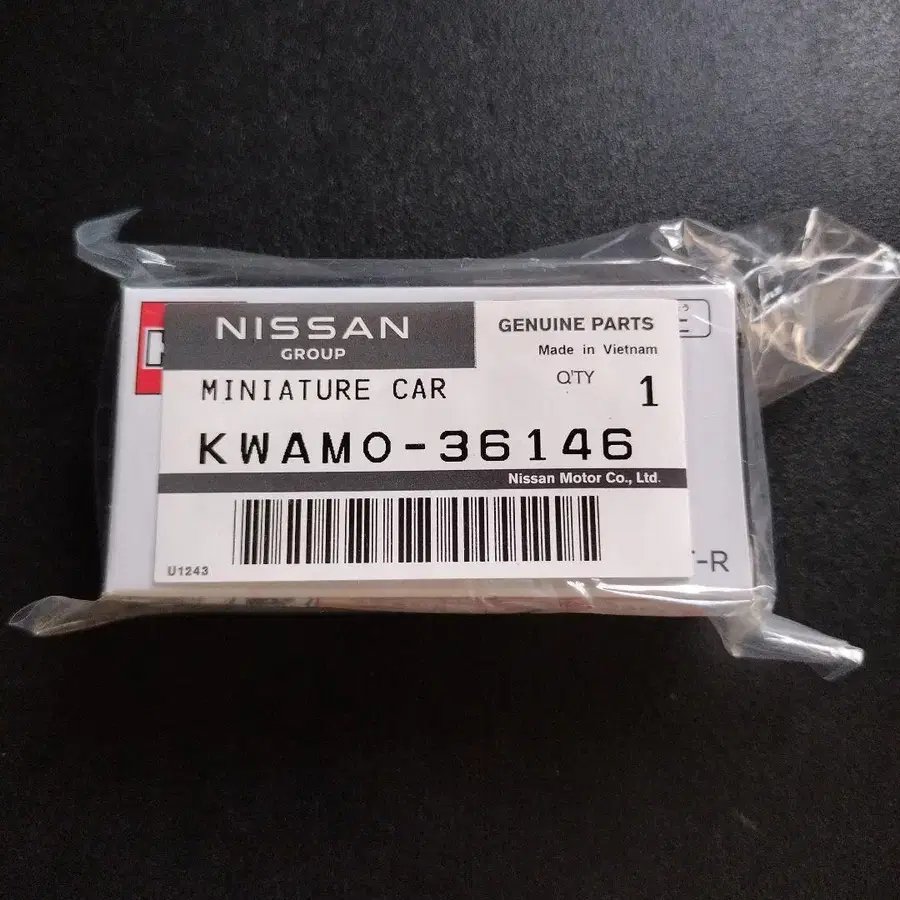 NISSAN
GROUP
GENUINE PARTS
Made in Vietnam
MINIATURE CAR
Q'TY 1
KWAMO-36146
Nissan Motor Co., Ltd.
U1243
-R